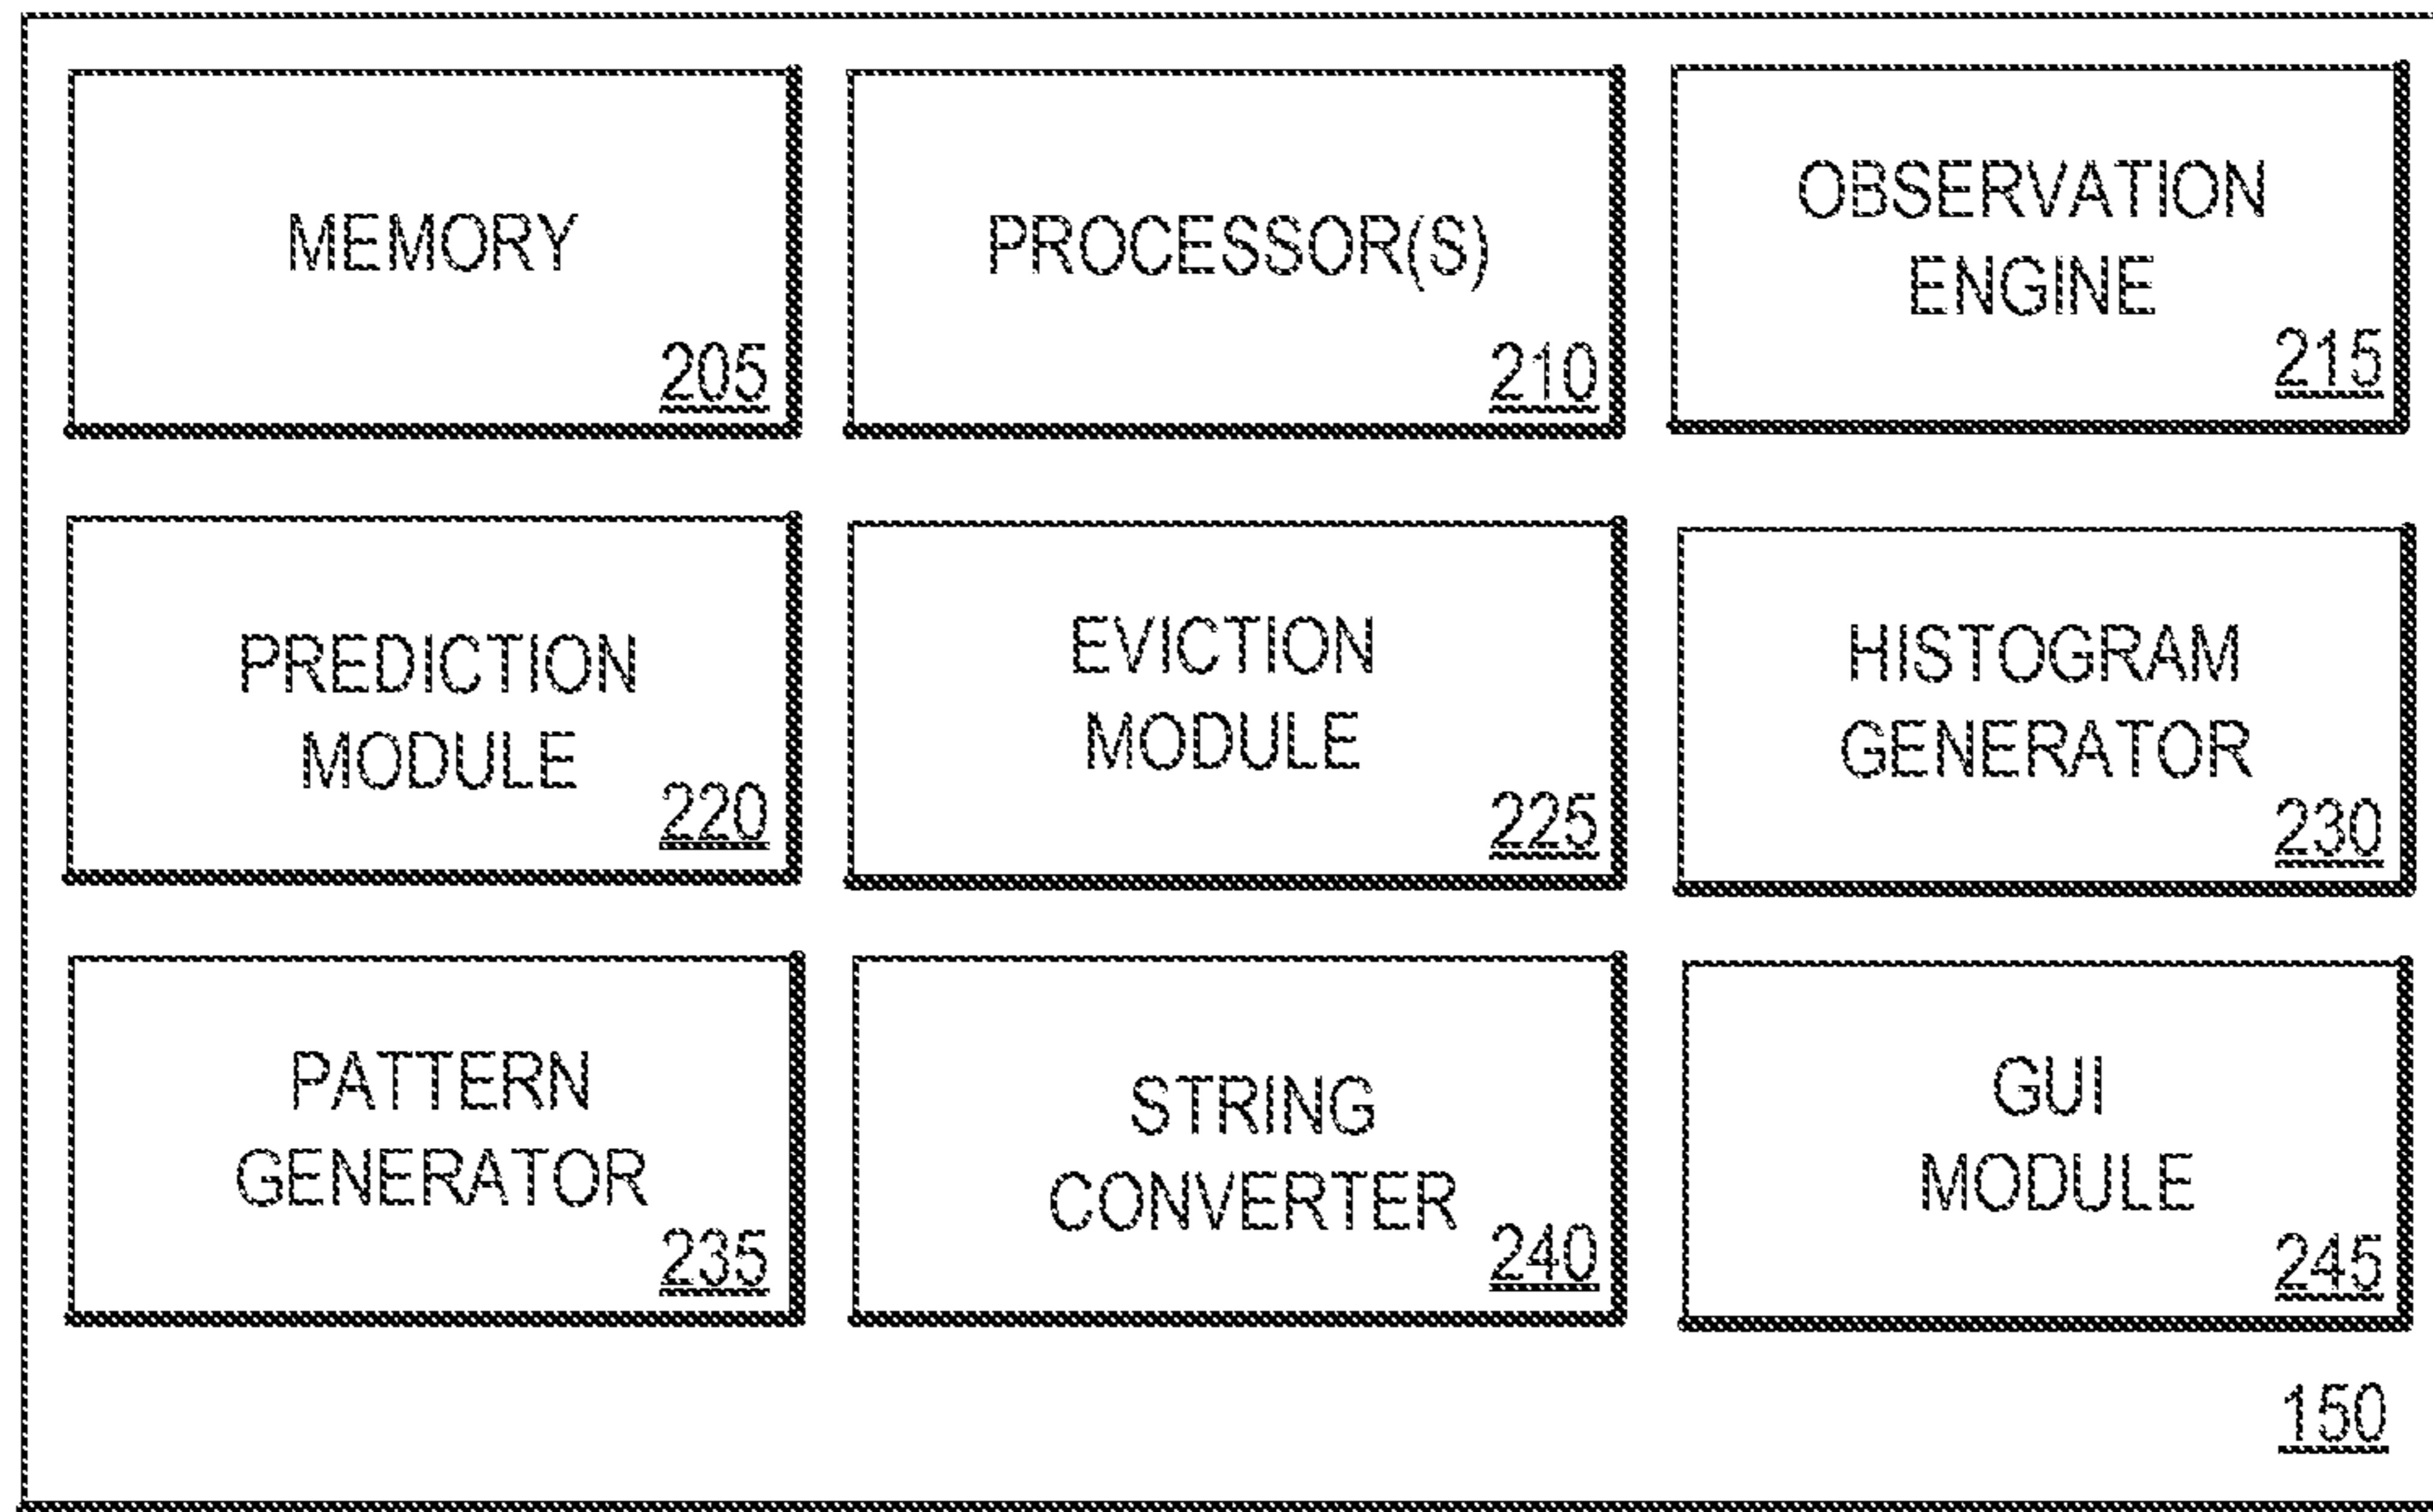 MEMORY
205
PROCESSOR(S)
210
OBSERVATION
ENGINE
215
PREDICTION
MODULE
220
EVICTION
MODULE
225
HISTOGRAM
GENERATOR
230
PATTERN
GENERATOR
235
STRING
CONVERTER
240
GUI
MODULE
245
150